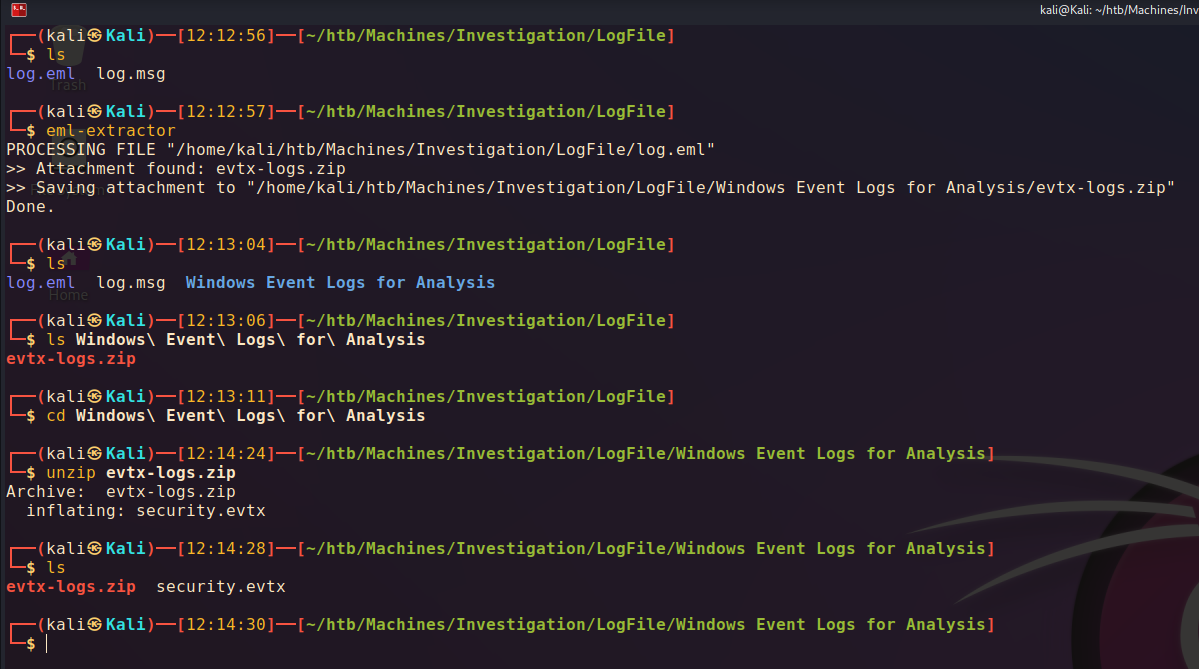 kali@Kali: ~/htb/Machines/Inv
┌──(kali㉿Kali)──[12:12:56]──[~/htb/Machines/Investigation/LogFile]
└─$ ls
log.eml  log.msg
Trash
┌──(kali㉿Kali)──[12:12:57]──[~/htb/Machines/Investigation/LogFile]
└─$ eml-extractor
PROCESSING FILE "/home/kali/htb/Machines/Investigation/LogFile/log.eml"
>> Attachment found: evtx-logs.zip
>> Saving attachment to "/home/kali/htb/Machines/Investigation/LogFile/Windows Event Logs for Analysis/evtx-logs.zip"
Done.
┌──(kali㉿Kali)──[12:13:04]──[~/htb/Machines/Investigation/LogFile]
└─$ ls
log.eml  log.msg  Windows Event Logs for Analysis
Home
┌──(kali㉿Kali)──[12:13:06]──[~/htb/Machines/Investigation/LogFile]
└─$ ls Windows\ Event\ Logs\ for\ Analysis
evtx-logs.zip
┌──(kali㉿Kali)──[12:13:11]──[~/htb/Machines/Investigation/LogFile]
└─$ cd Windows\ Event\ Logs\ for\ Analysis
┌──(kali㉿Kali)──[12:14:24]──[~/htb/Machines/Investigation/LogFile/Windows Event Logs for Analysis]
└─$ unzip evtx-logs.zip
Archive:  evtx-logs.zip
  inflating: security.evtx
┌──(kali㉿Kali)──[12:14:28]──[~/htb/Machines/Investigation/LogFile/Windows Event Logs for Analysis]
└─$ ls
evtx-logs.zip  security.evtx
┌──(kali㉿Kali)──[12:14:30]──[~/htb/Machines/Investigation/LogFile/Windows Event Logs for Analysis]
└─$